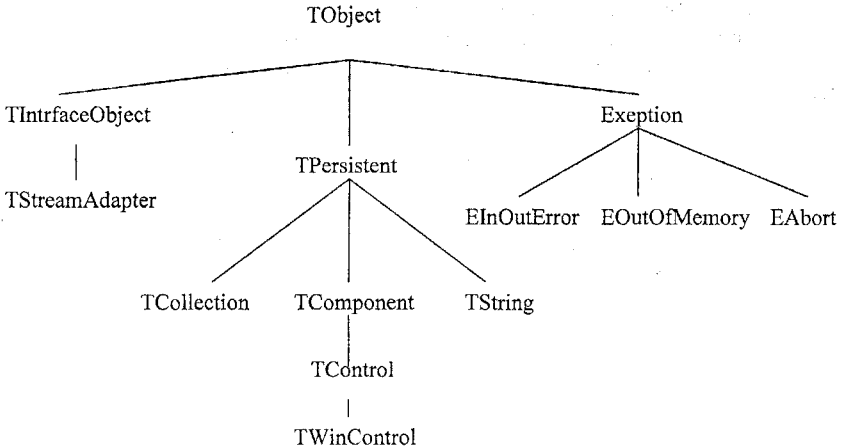 TObject
TIntrfaceObject
Exeption
TPersistent
TStreamAdapter
EInOutError EOutOfMemory EAbort
TCollection TComponent TString
TControl
TWinControl